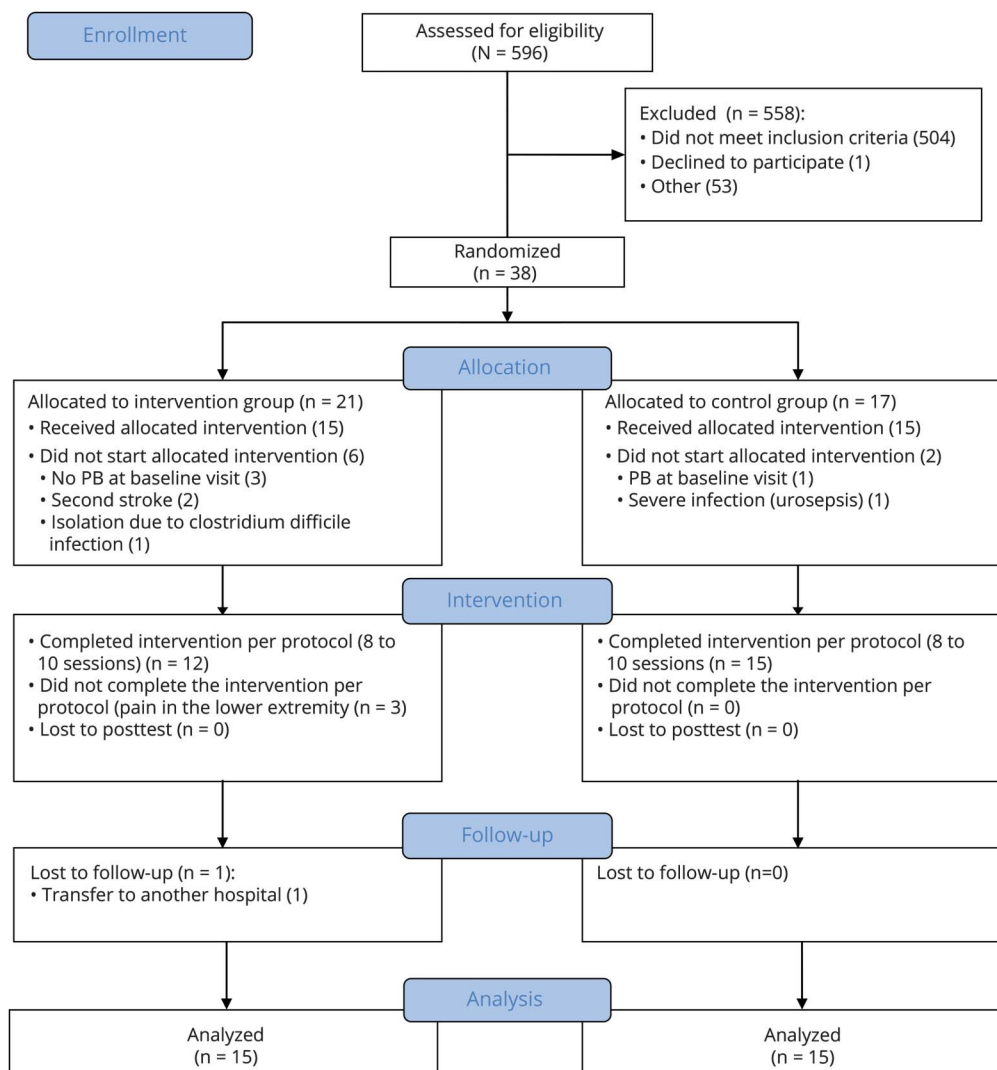 Enrollment
Assessed for eligibility
(N = 596)
Excluded (n = 558):
• Did not meet inclusion criteria (504)
• Declined to participate (1)
• Other (53)
Randomized
(n = 38)
Allocation
Allocated to intervention group (n = 21)
• Received allocated intervention (15)
• Did not start allocated intervention (6)
• No PB at baseline visit (3)
• Second stroke (2)
• Isolation due to clostridium difficile
infection (1)
Allocated to control group (n = 17)
• Received allocated intervention (15)
• Did not start allocated intervention (2)
• PB at baseline visit (1)
• Severe infection (urosepsis) (1)
Intervention
• Completed intervention per protocol (8 to
10 sessions) (n = 12)
• Did not complete the intervention per
protocol (pain in the lower extremity (n = 3)
• Lost to posttest (n = 0)
• Completed intervention per protocol (8 to
10 sessions (n = 15)
• Did not complete the intervention per
protocol (n = 0)
• Lost to posttest (n = 0)
Follow-up
Lost to follow-up (n = 1):
• Transfer to another hospital (1)
Lost to follow-up (n=0)
Analysis
Analyzed
(n = 15)
Analyzed
(n = 15)